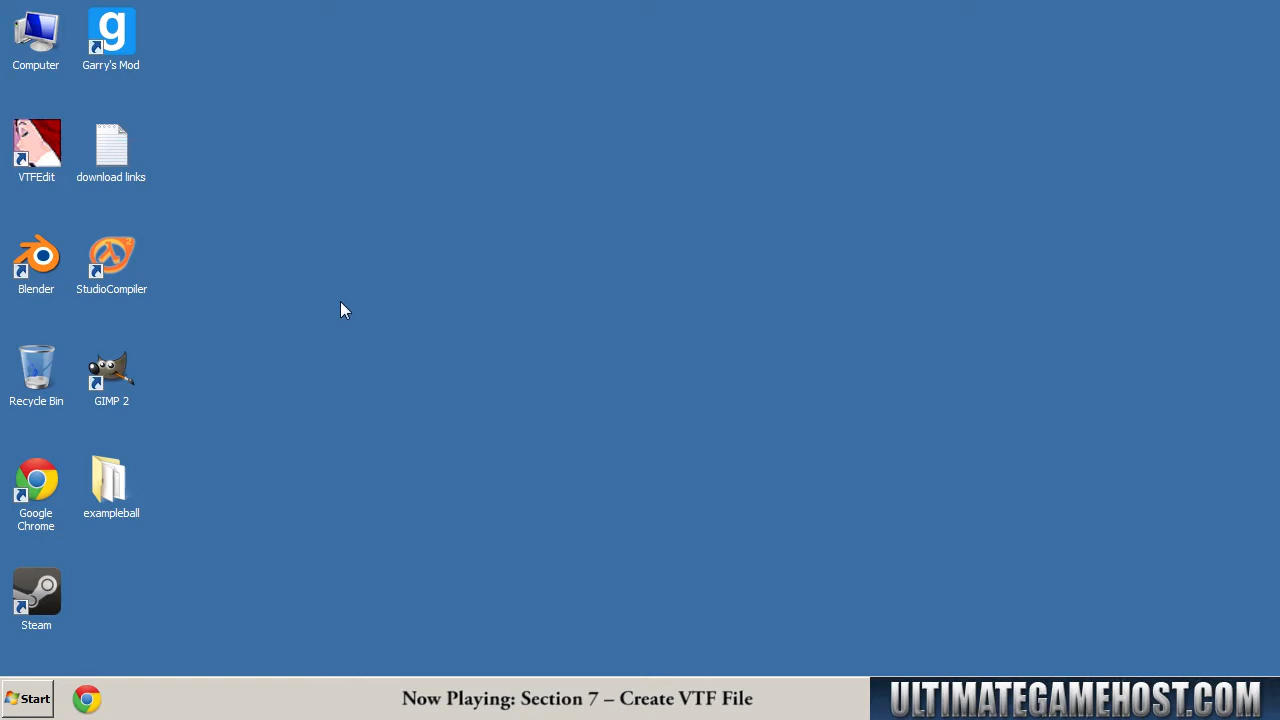 Computer
g
Garry's Mod
VTFEdit
download links
Blender
2
StudioCompiler
Recycle Bin
GIMP 2
Google
Chrome
exampleball
Steam
Start
Now Playing: Section 7 – Create VTF File
ULTIMATEGAMEHOST.COM